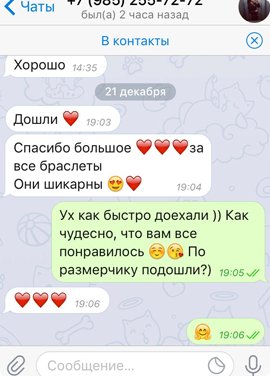 Чаты
+7 (985) 255-72-72
был(а) 2 часа назад
В контакты
Хорошо 14:35
21 декабря
Дошли ❤️ 19:03
Спасибо большое ❤️❤️❤️за
все браслеты
Они шикарны 😍❤️ 19:04
Ух как быстро доехали )) Как
чудесно, что вам все
понравилось ☺️😘 По
размерчику подошли?) 19:05
❤️❤️❤️ 19:06
🤗 19:06
Сообщение...